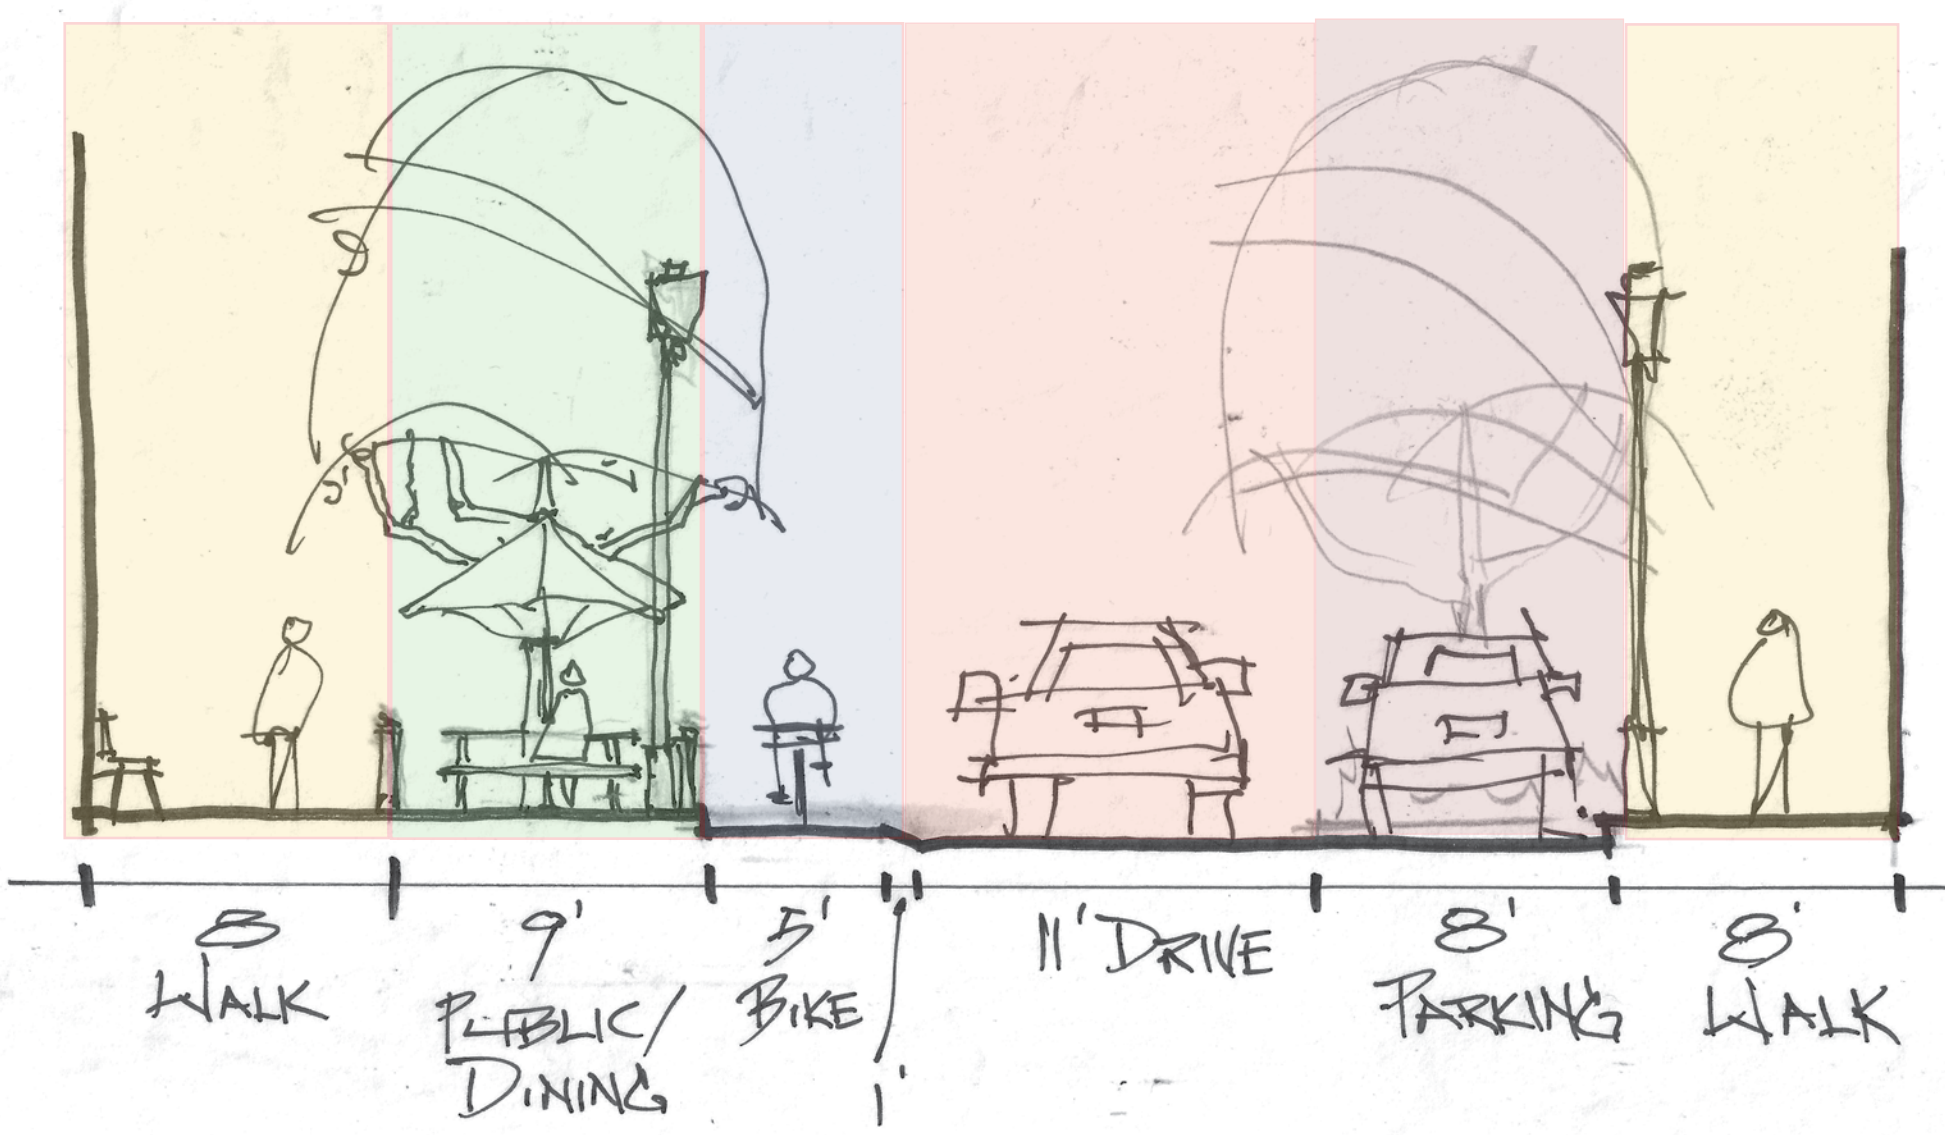 8
WALK
9'
PUBLIC/
DINING
5'
BIKE
1'
11' DRIVE
8'
PARKING
8'
WALK